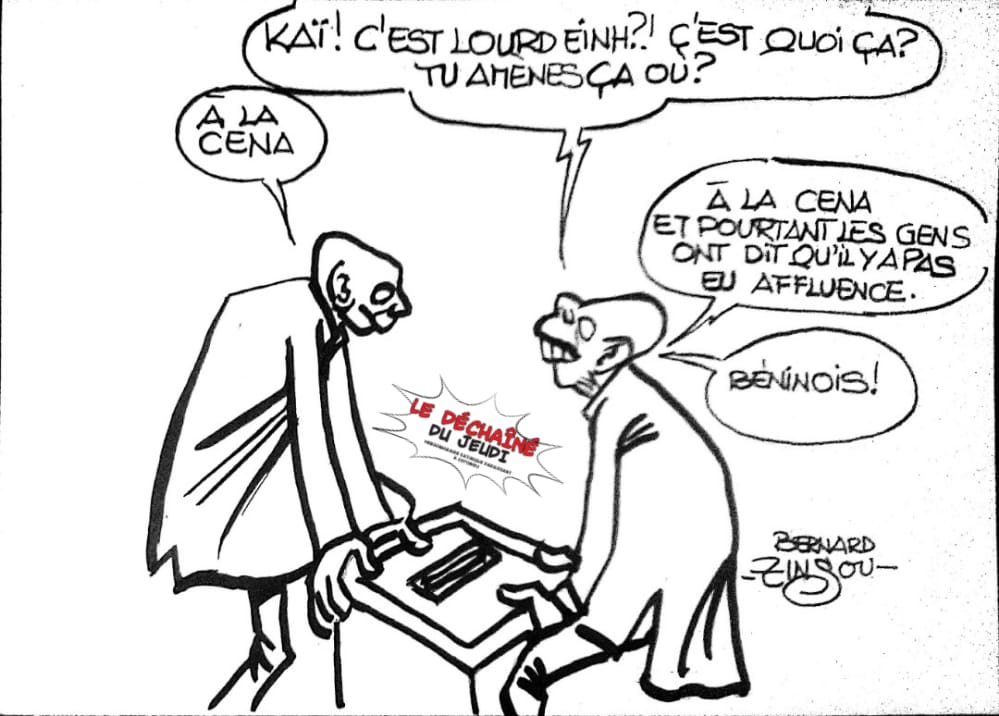 KAÏ! C'EST LOURD EINH?! Ç'EST QUOI ÇA?
TU AMENES ÇA OÙ?
À LA
CENA
À LA CENA
ET POURTANT LES GENS
ONT DIT QU'IL Y A PAS
EU AFFLUENCE.
BÉNINOIS!
LE DÉCHAÎNÉ
DU JEUDI
BERNARD
ZINSOU